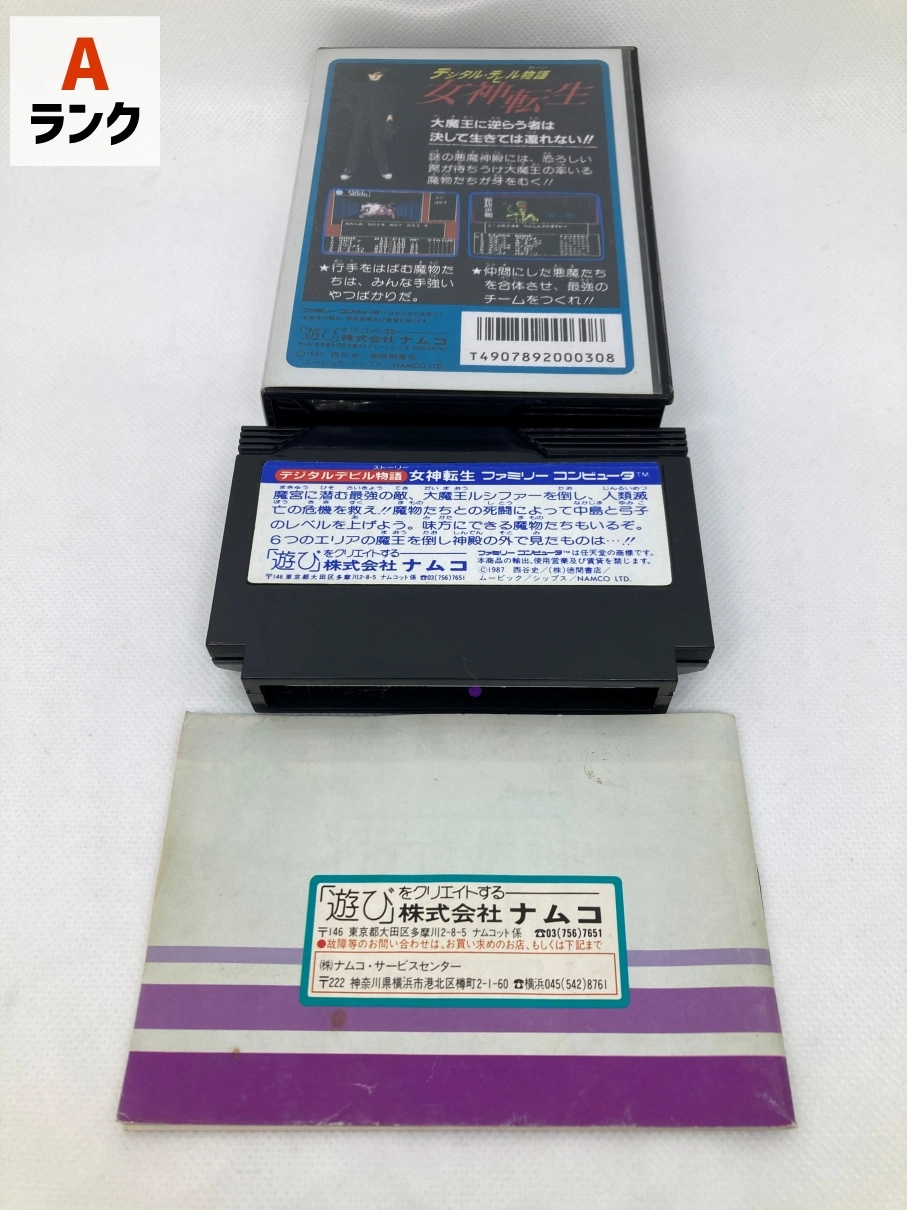 A
ランク
デジタル・デビル物語
女神転生
大魔王に逆らう者は
決して生きては還れない!!
謎の悪魔神殿には、恐ろしい
罠が待ちうけ大魔王の率いる
魔物たちが牙をむく!!
★行手をはばむ魔物た
ちは、みんな手強い
やつばかりだ。
★仲間にした悪魔たち
を合体させ、最強の
チームをつくれ!!
「遊び」をクリエイトする
株式会社 ナムコ
©1987 西谷史/㈱徳間書店/
ムービック/シップス/NAMCO LTD.
T4907892000308
デジタルデビル物語 女神転生 ファミリー コンピュータ™
ストーリー
魔宮に潜む最強の敵、大魔王ルシファーを倒し、人類滅
亡の危機を救え!!魔物たちとの死闘によって中島と弓子
のレベルを上げよう。味方にできる魔物たちもいるぞ。
6つのエリアの魔王を倒し神殿の外で見たものは…!!
「遊び」をクリエイトする
株式会社 ナムコ
〒146 東京都大田区多摩川2-8-5 ナムコット係 ☎03(756)7651
ファミリー コンピュータ™は任天堂の商標です。
本商品の輸出、使用営業及び賃貸を禁じます。
©1987 西谷史/(株)徳間書店/
ムービック/シップス/NAMCO LTD.
「遊び」をクリエイトする
株式会社 ナムコ
〒146 東京都大田区多摩川2-8-5 ナムコット係 ☎03(756)7651
●故障等のお問い合わせは、お買い求めのお店、もしくは下記まで
㈱ナムコ・サービスセンター
〒222 神奈川県横浜市港北区樽町2-1-60 ☎横浜045(542)8761